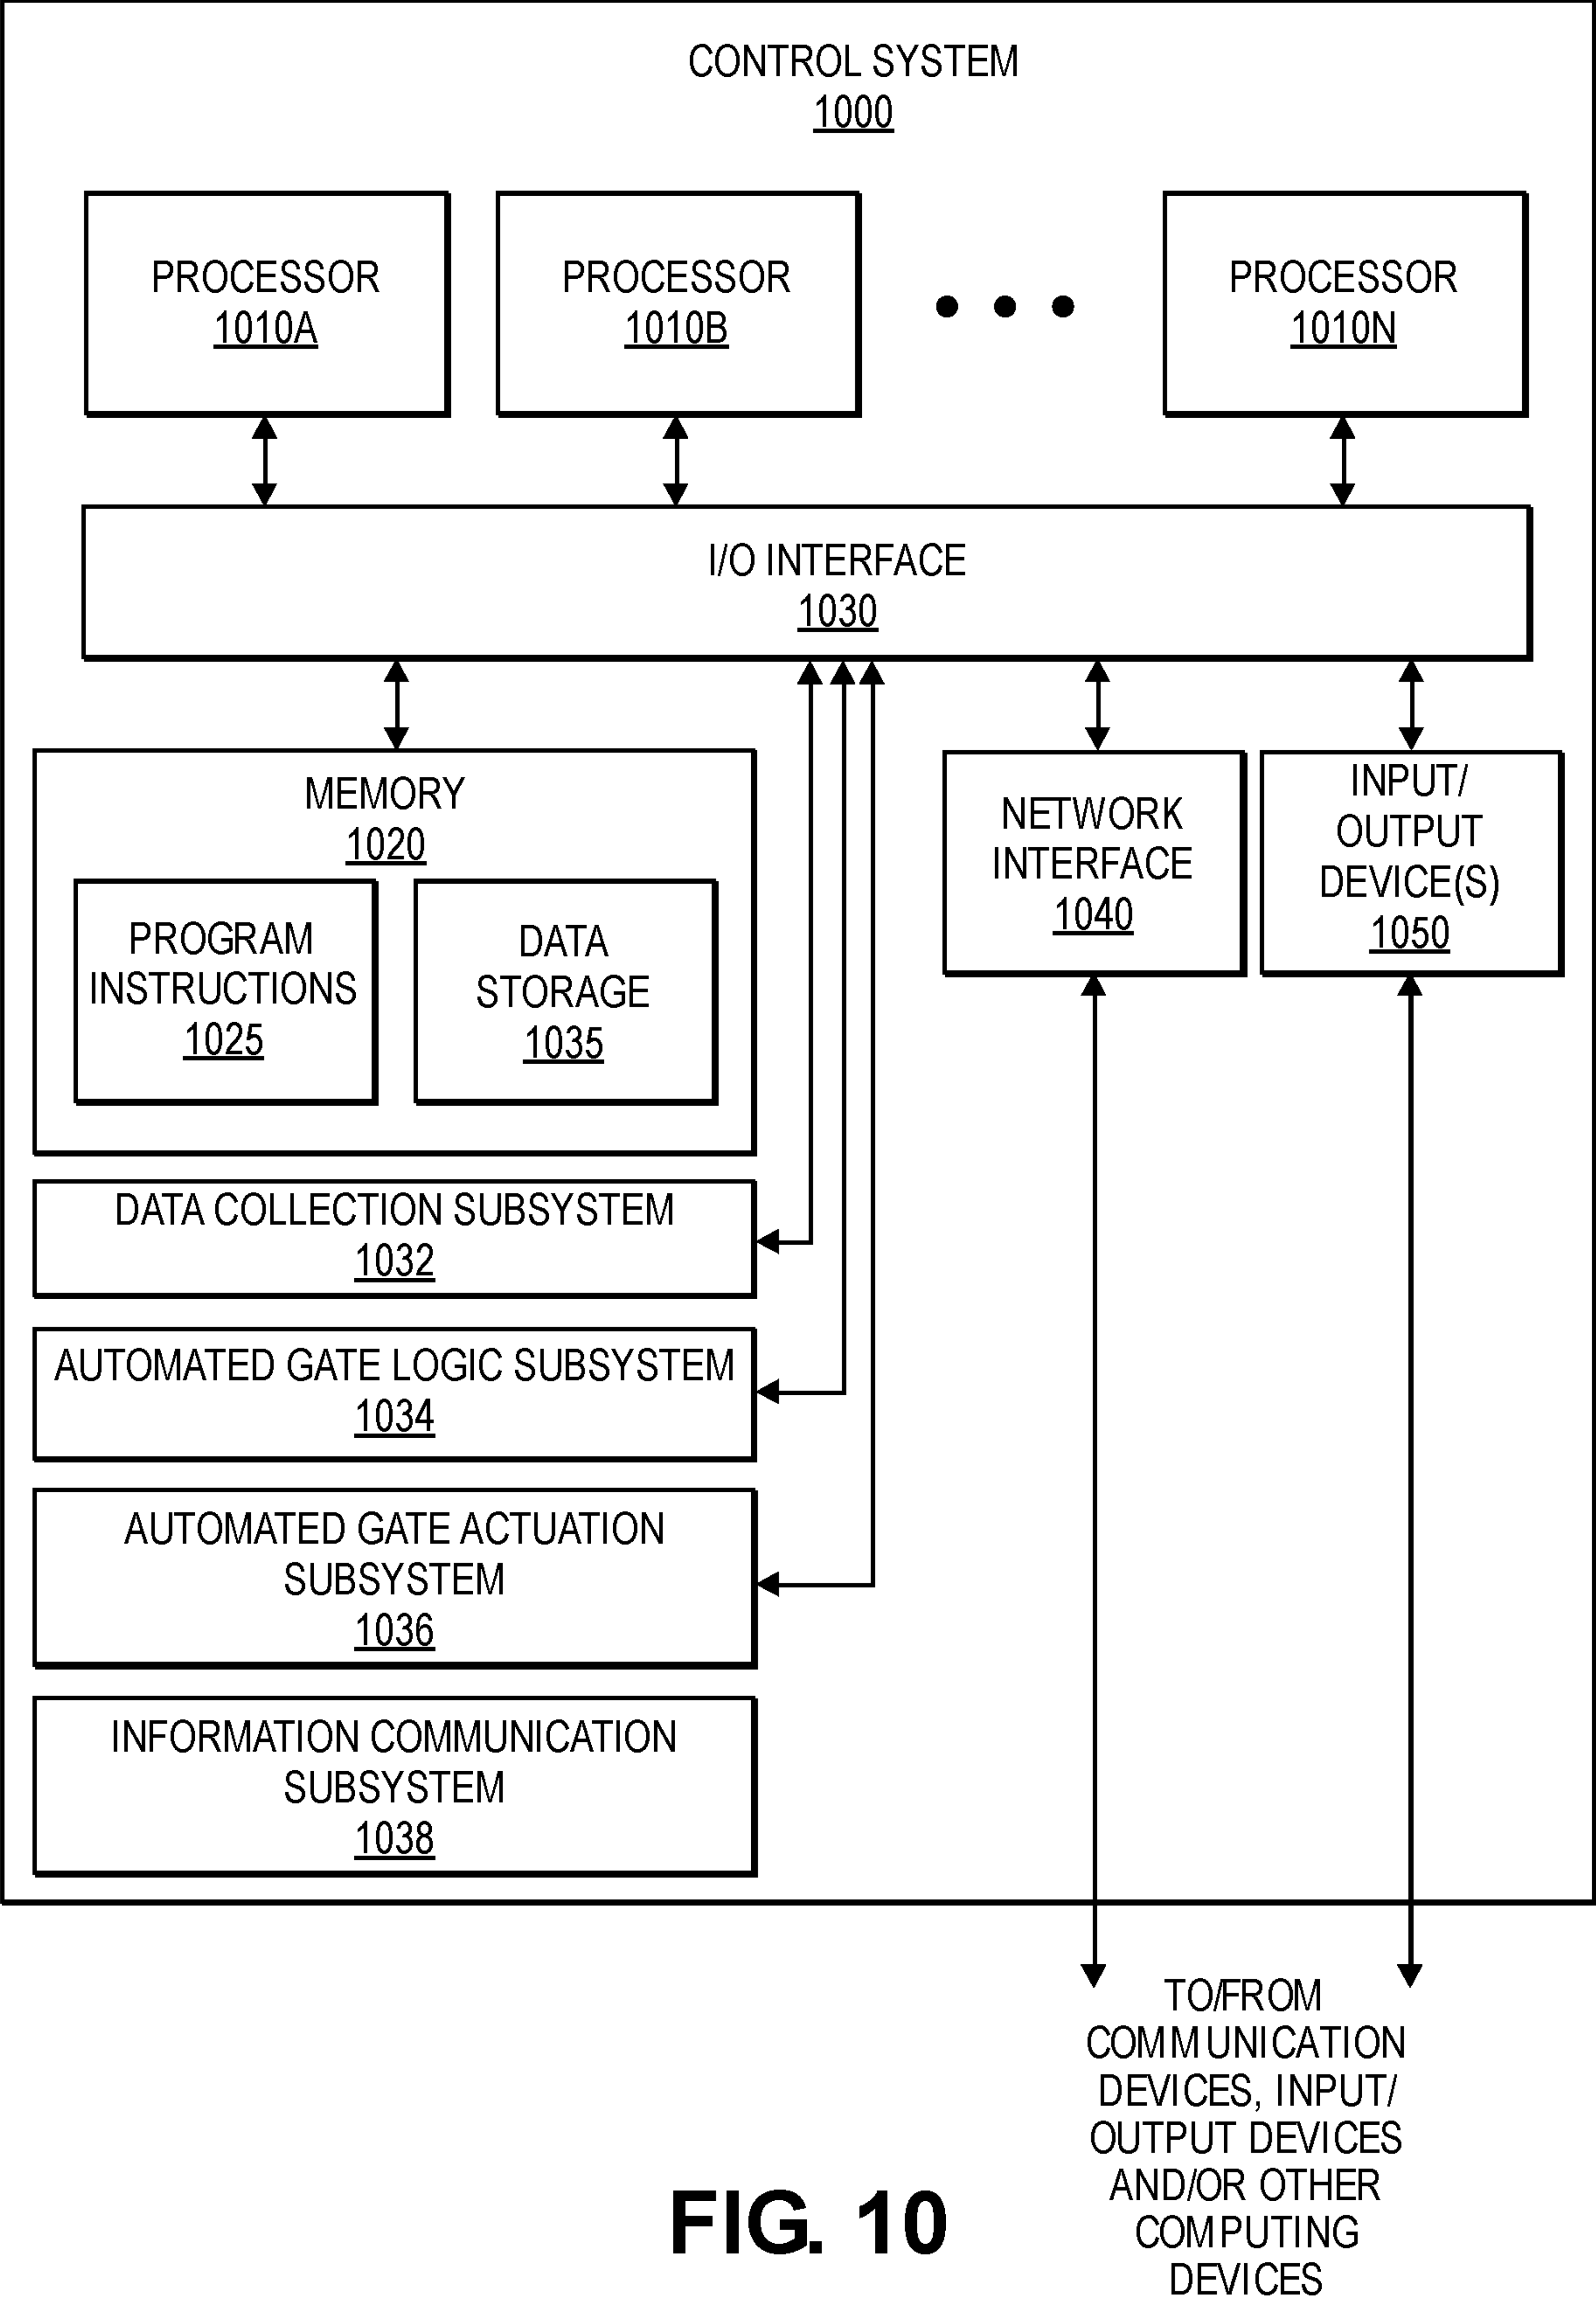 CONTROL SYSTEM
1000
PROCESSOR
1010A
PROCESSOR
1010B
PROCESSOR
1010N
I/O INTERFACE
1030
MEMORY
1020
PROGRAM
INSTRUCTIONS
1025
DATA
STORAGE
1035
NETWORK
INTERFACE
1040
INPUT/
OUTPUT
DEVICE(S)
1050
DATA COLLECTION SUBSYSTEM
1032
AUTOMATED GATE LOGIC SUBSYSTEM
1034
AUTOMATED GATE ACTUATION
SUBSYSTEM
1036
INFORMATION COMMUNICATION
SUBSYSTEM
1038
TO/FROM
COMMUNICATION
DEVICES, INPUT/
OUTPUT DEVICES
AND/OR OTHER
COMPUTING
DEVICES
FIG. 10